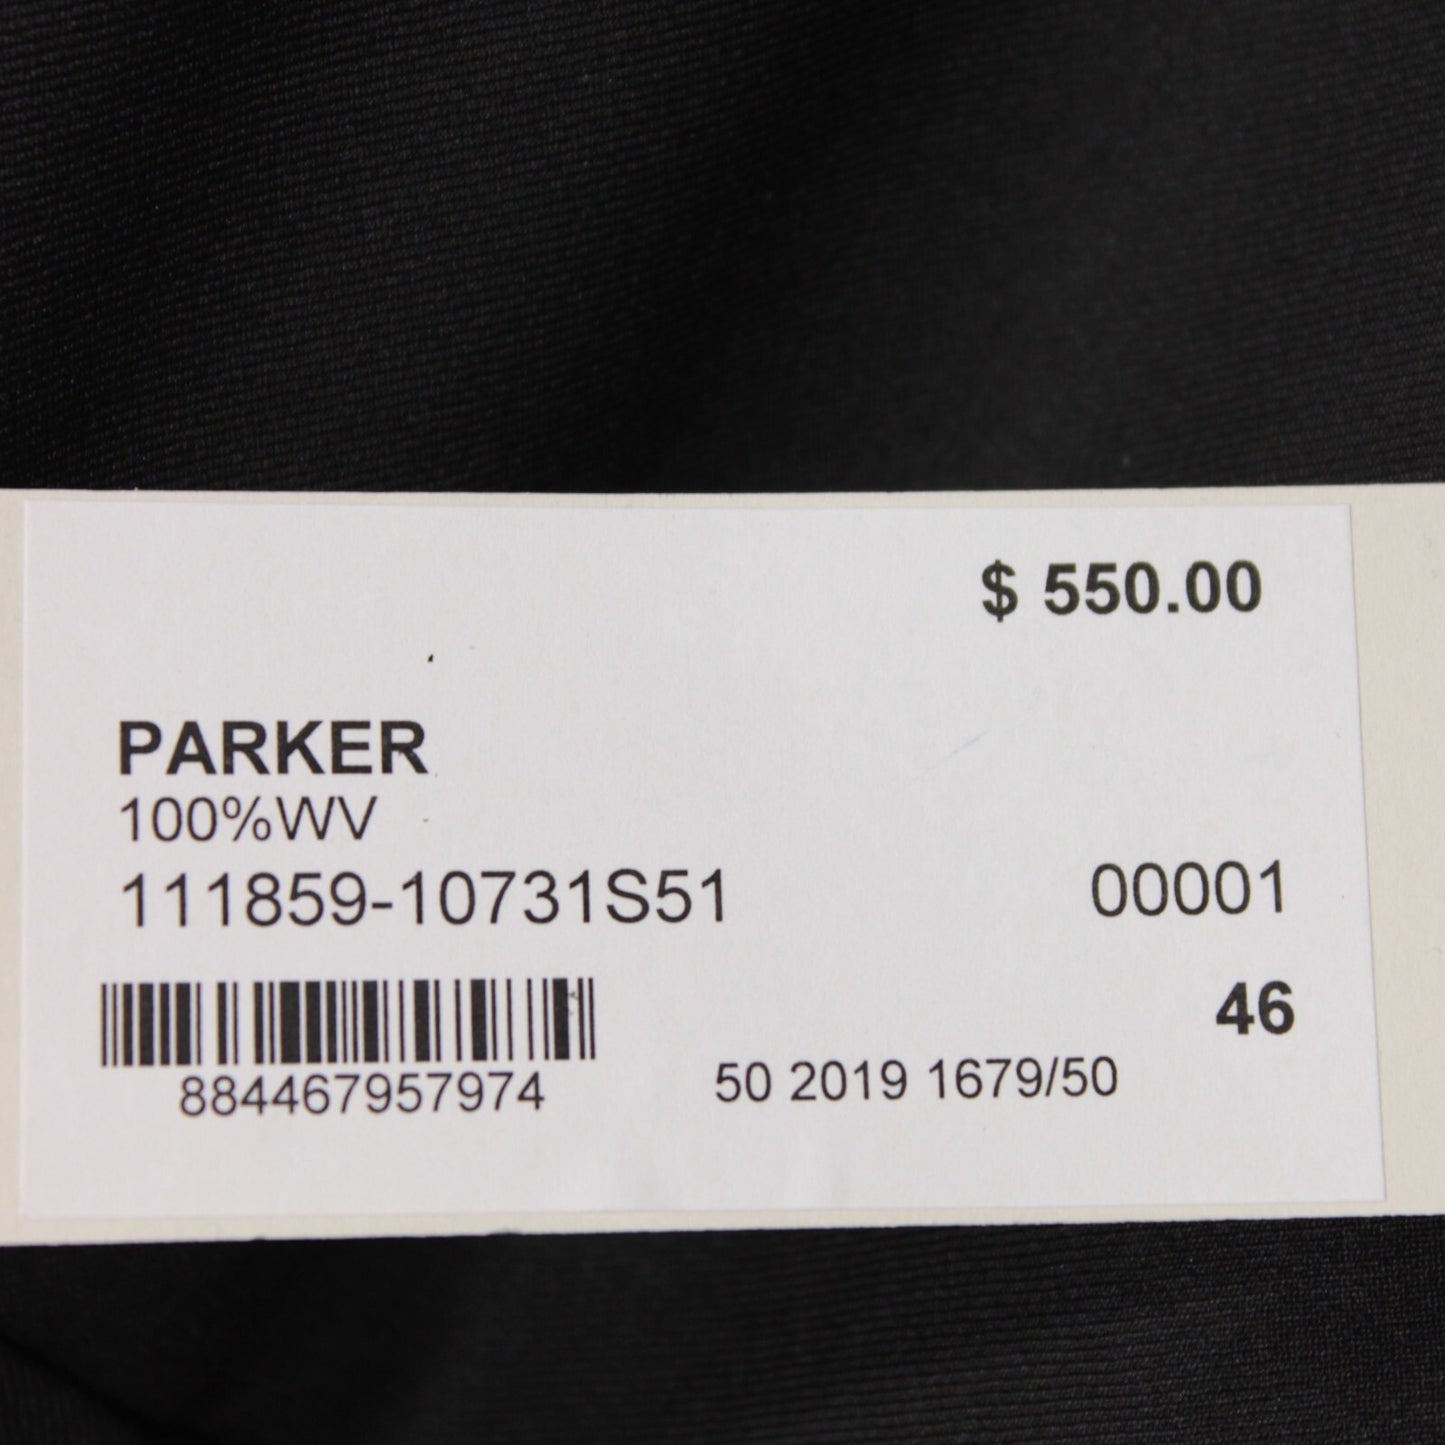 $ 550.00
PARKER
100%WV
111859-10731S51 00001
46
884467957974 50 2019 1679/50